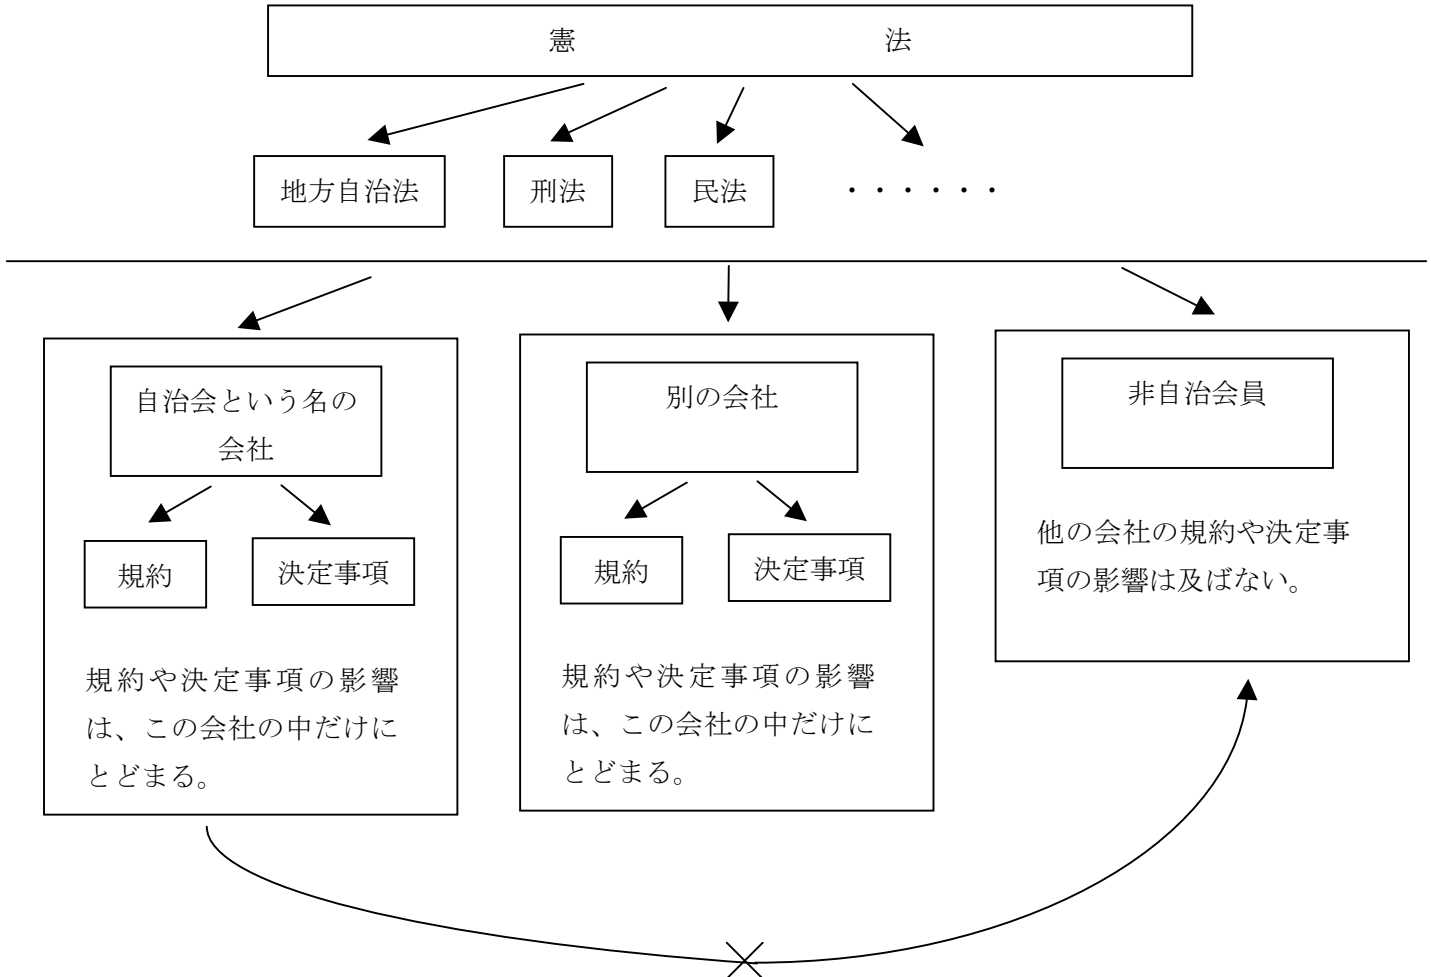 憲　　　　法
地方自治法
刑法
民法
・・・・・・
自治会という名の
会社
規約
決定事項
規約や決定事項の影響
は、この会社の中だけに
とどまる。
別の会社
規約
決定事項
規約や決定事項の影響
は、この会社の中だけに
とどまる。
非自治会員
他の会社の規約や決定事
項の影響は及ばない。